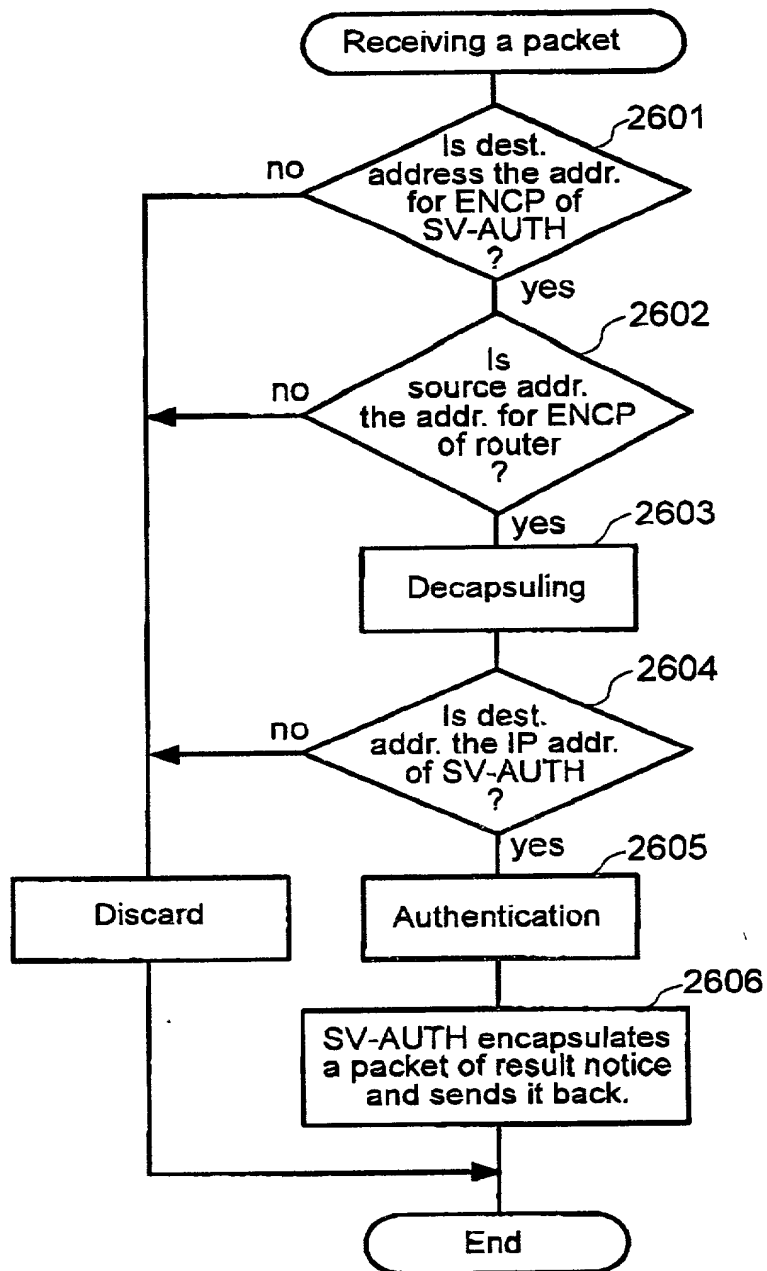 Receiving a packet
2601
Is dest.
address the addr.
for ENCP of
SV-AUTH
?
no
yes
2602
Is
source addr.
the addr. for ENCP
of router
?
no
yes
2603
Decapsuling
2604
Is dest.
addr. the IP addr.
of SV-AUTH
?
no
yes
2605
Discard
Authentication
2606
SV-AUTH encapsulates
a packet of result notice
and sends it back.
End